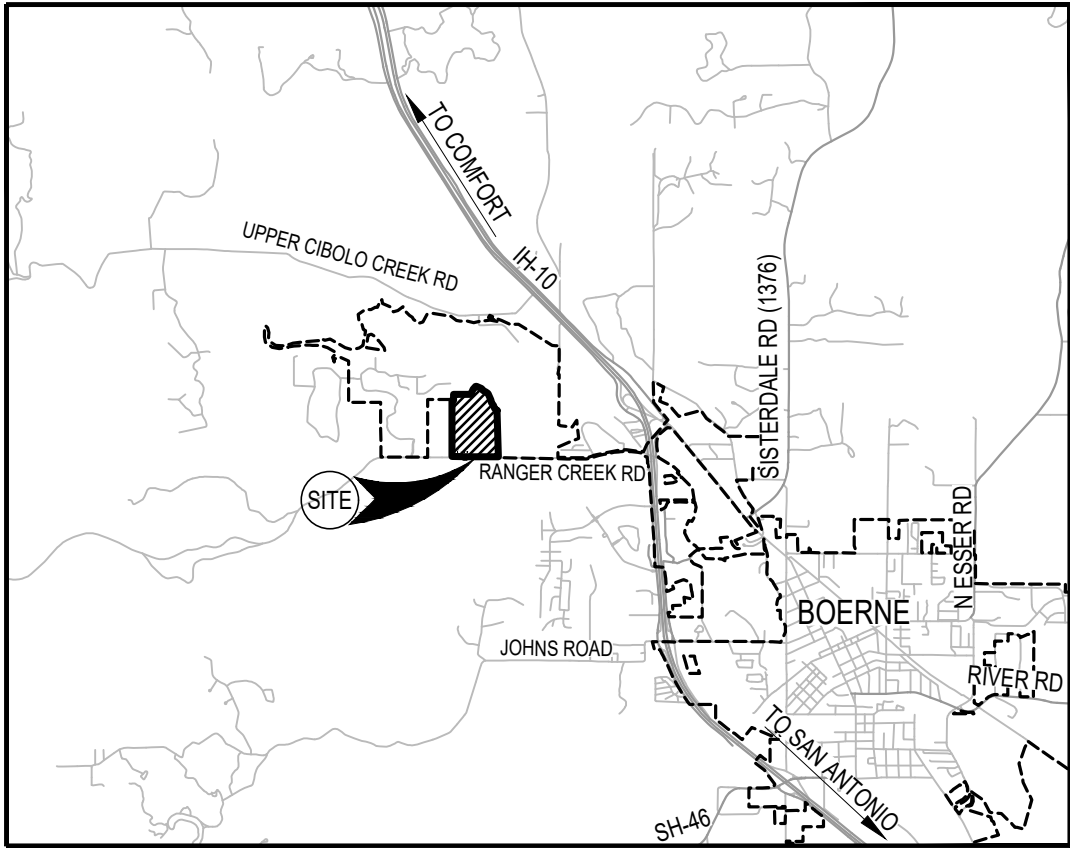 TO COMFORT
UPPER CIBOLO CREEK RD
IH-10
SISTERDALE RD (1376)
RANGER CREEK RD
SITE
N ESSER RD
BOERNE
JOHNS ROAD
RIVER RD
TO SAN ANTONIO
SH-46